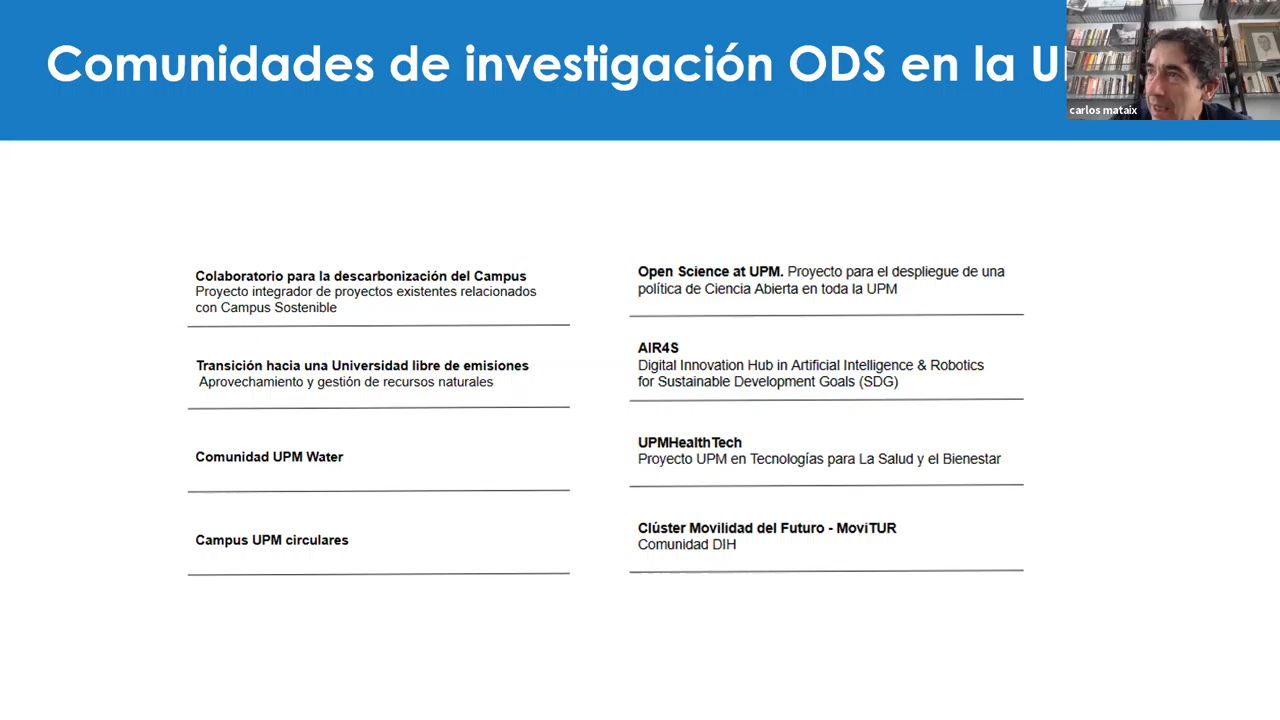 Comunidades de investigación ODS en la U
carlos mataix
Colaboratorio para la descarbonización del Campus
Proyecto integrador de proyectos existentes relacionados
con Campus Sostenible
Transición hacia una Universidad libre de emisiones
Aprovechamiento y gestión de recursos naturales
Comunidad UPM Water
Campus UPM circulares
Open Science at UPM. Proyecto para el despliegue de una
política de Ciencia Abierta en toda la UPM
AIR4S
Digital Innovation Hub in Artificial Intelligence & Robotics
for Sustainable Development Goals (SDG)
UPMHealthTech
Proyecto UPM en Tecnologías para La Salud y el Bienestar
Clúster Movilidad del Futuro - MoviTUR
Comunidad DIH